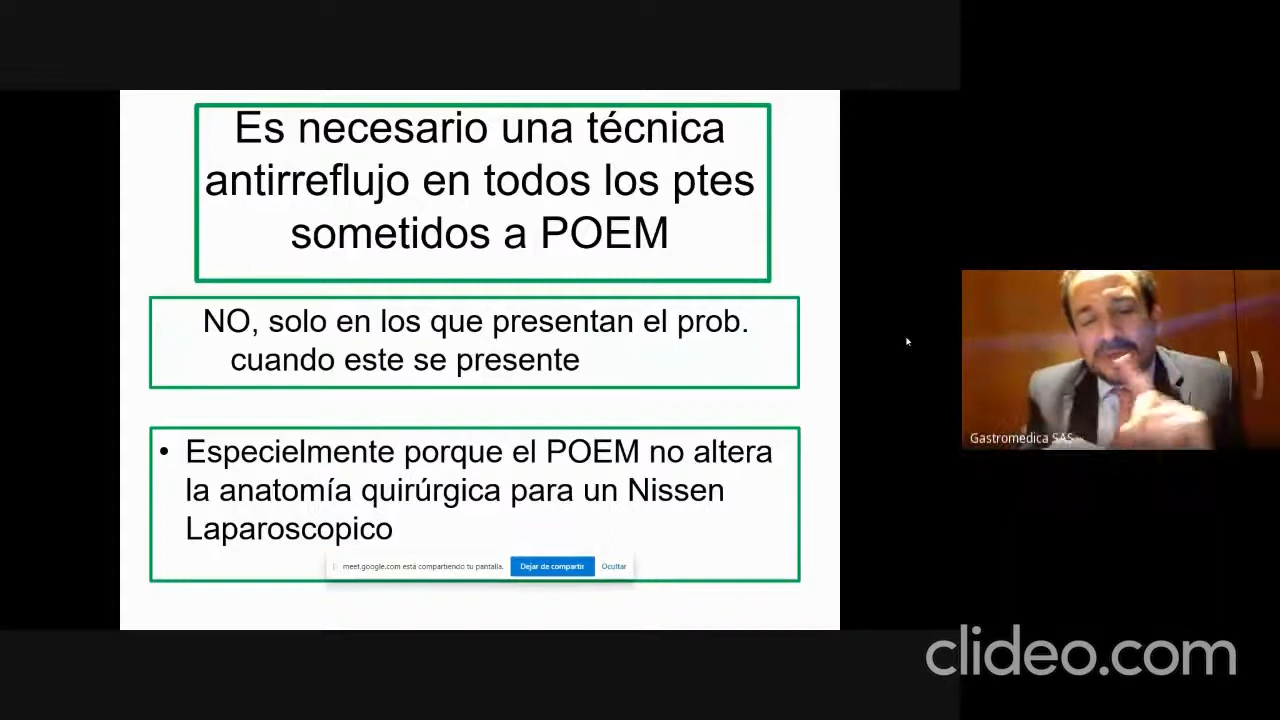 Es necesario una técnica
antirreflujo en todos los ptes
sometidos a POEM
NO, solo en los que presentan el prob.
cuando este se presente
• Especielmente porque el POEM no altera
la anatomía quirúrgica para un Nissen
Laparoscopico
meet.google.com está compartiendo tu pantalla.
Dejar de compartir
Ocultar
Gastromedica SAS
clideo.com